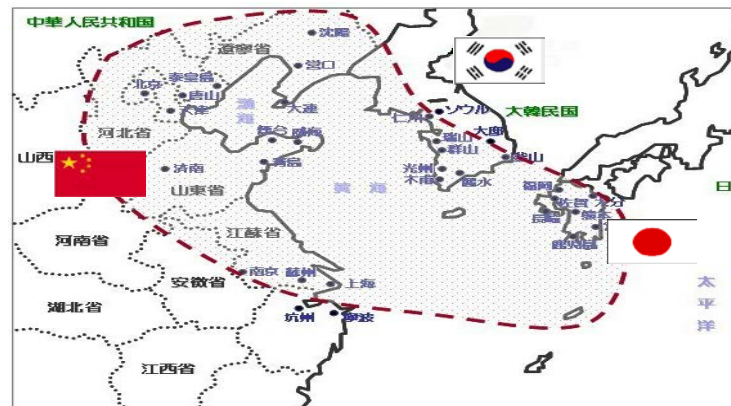 中華人民共和国
沈陽
遼寧省
営口
北京
秦皇島
唐山
天津
大連
渤
海
ソウル
仁川
大韓民国
大邱
河北省
煙台
威海
瑞山
群山
釜山
山西
済南
青島
光州
木浦
麗水
福岡
日
山東省
黄 海
佐賀
大分
長崎
熊本
江蘇省
鹿児島
河南省
南京
蘇州
上海
安徽省
太
平
洋
湖北省
杭州
寧波
江西省